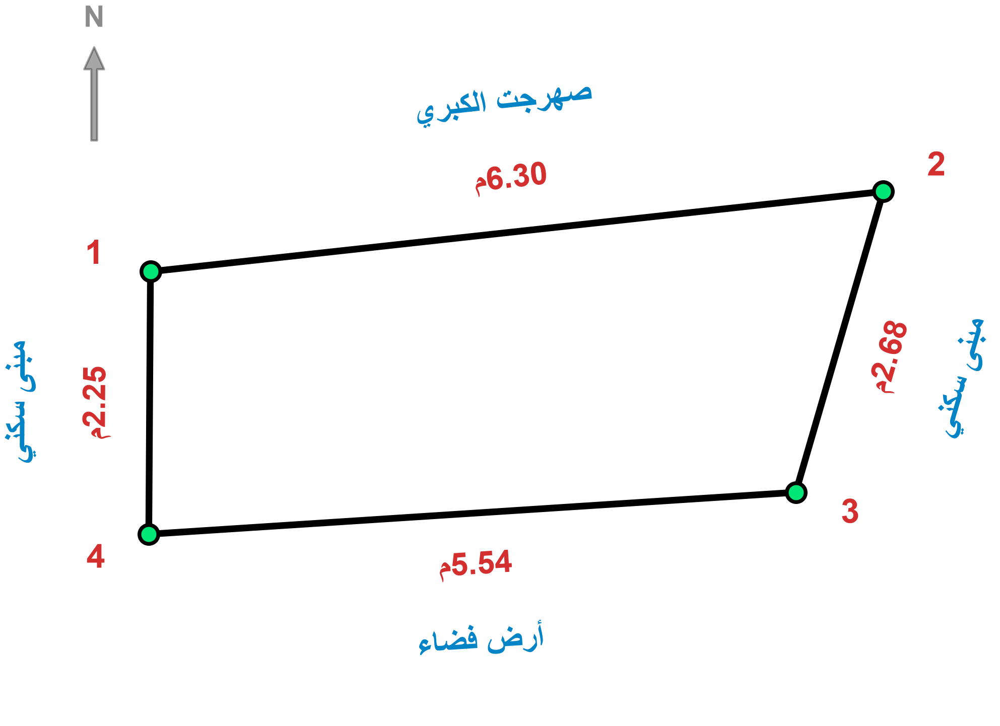 N
صهرجت الكبري
6.30م
2
1
مبنى سكني
2.25م
2.68م
مبنى سكني
3
4
5.54م
أرض فضاء